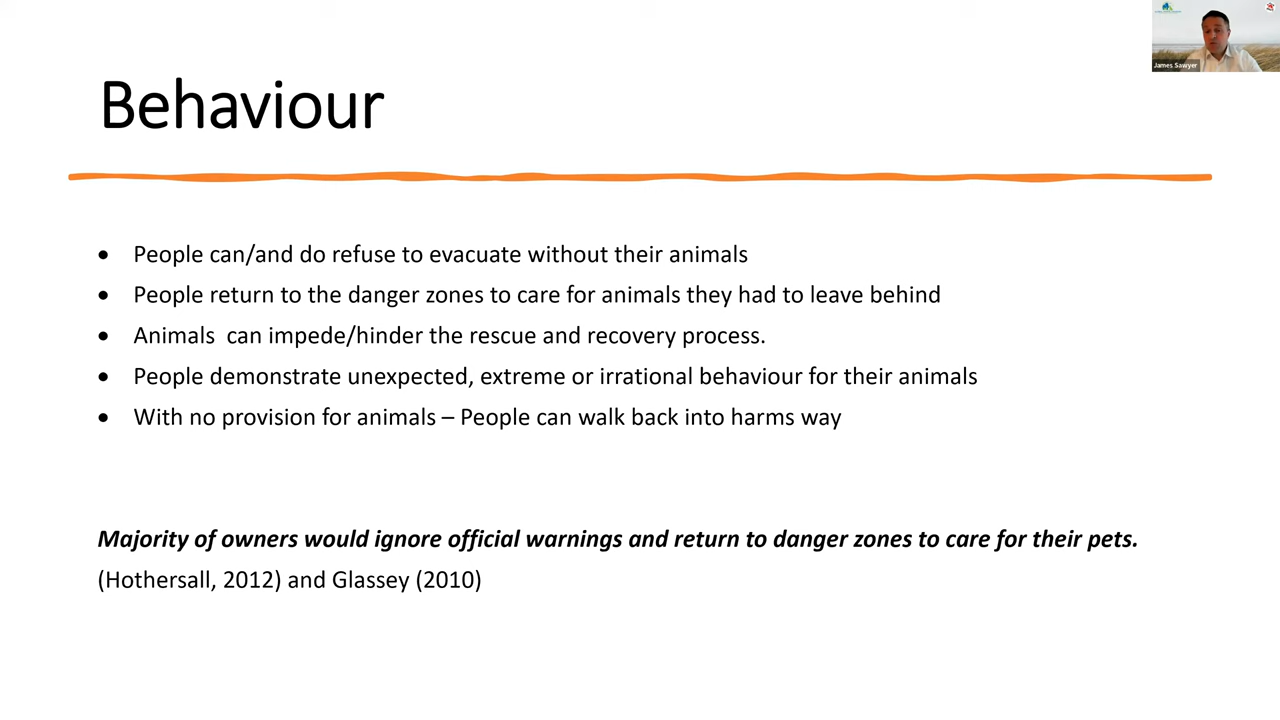 Behaviour
James Sawyer
• People can/and do refuse to evacuate without their animals
• People return to the danger zones to care for animals they had to leave behind
• Animals  can impede/hinder the rescue and recovery process.
• People demonstrate unexpected, extreme or irrational behaviour for their animals
• With no provision for animals – People can walk back into harms way
Majority of owners would ignore official warnings and return to danger zones to care for their pets.
(Hothersall, 2012) and Glassey (2010)